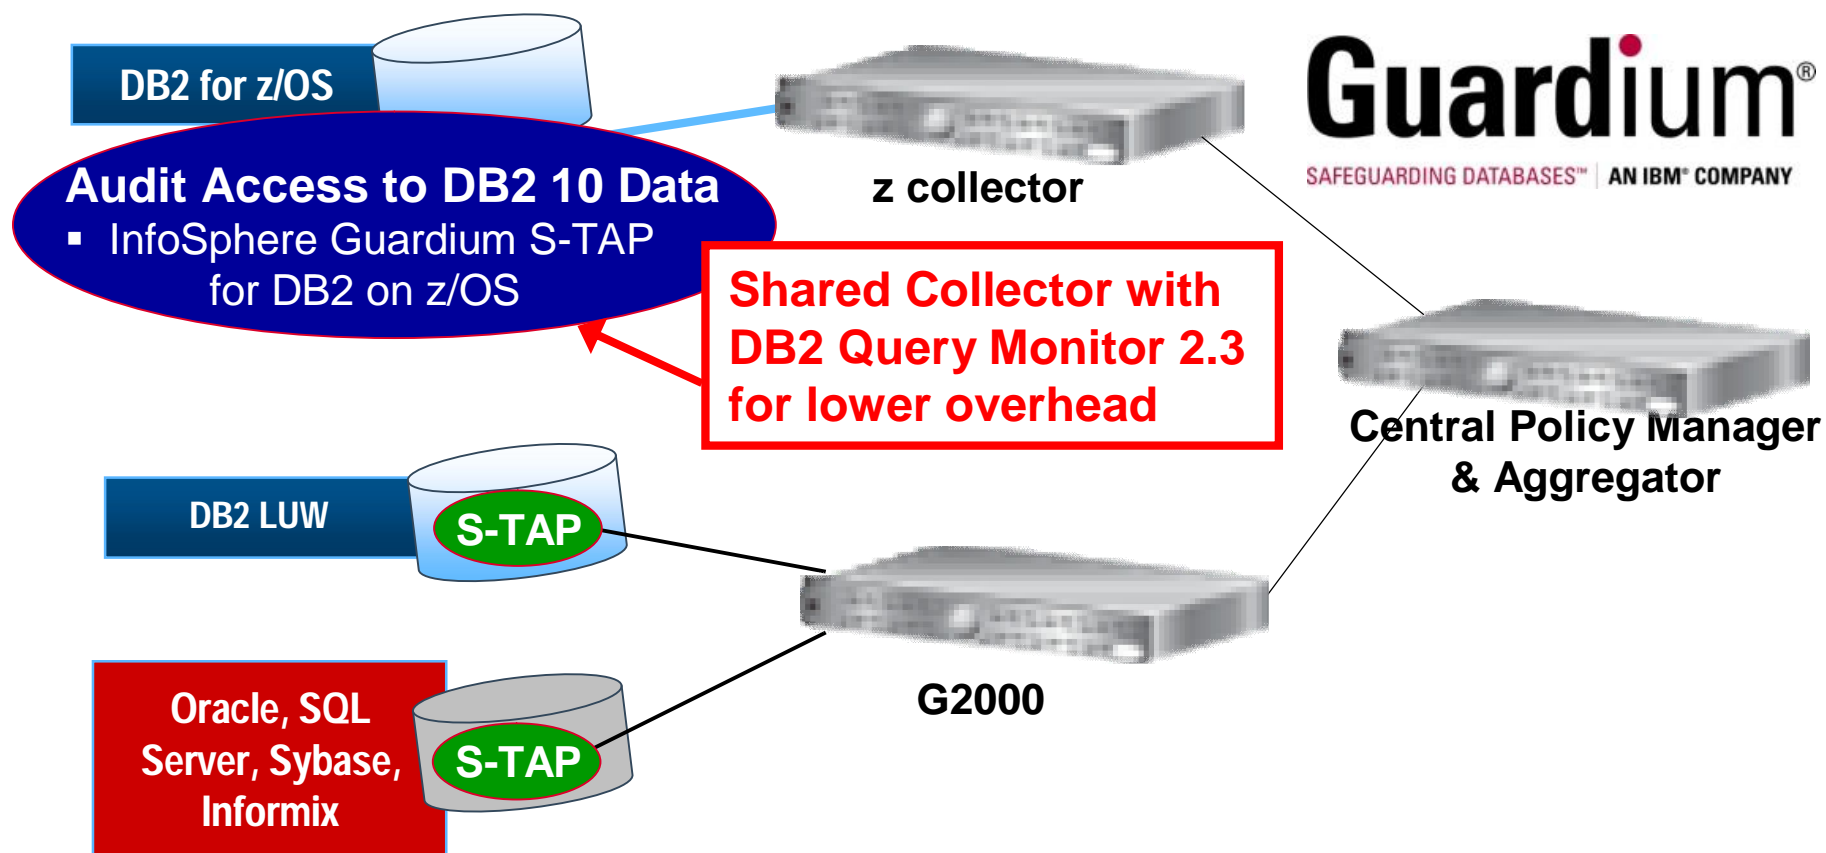 DB2 for z/OS
Audit Access to DB2 10 Data
▪ InfoSphere Guardium S-TAP
for DB2 on z/OS
z collector
Guardium®
SAFEGUARDING DATABASES™ | AN IBM® COMPANY
Shared Collector with
DB2 Query Monitor 2.3
for lower overhead
Central Policy Manager
& Aggregator
DB2 LUW
S-TAP
G2000
Oracle, SQL
Server, Sybase,
Informix
S-TAP